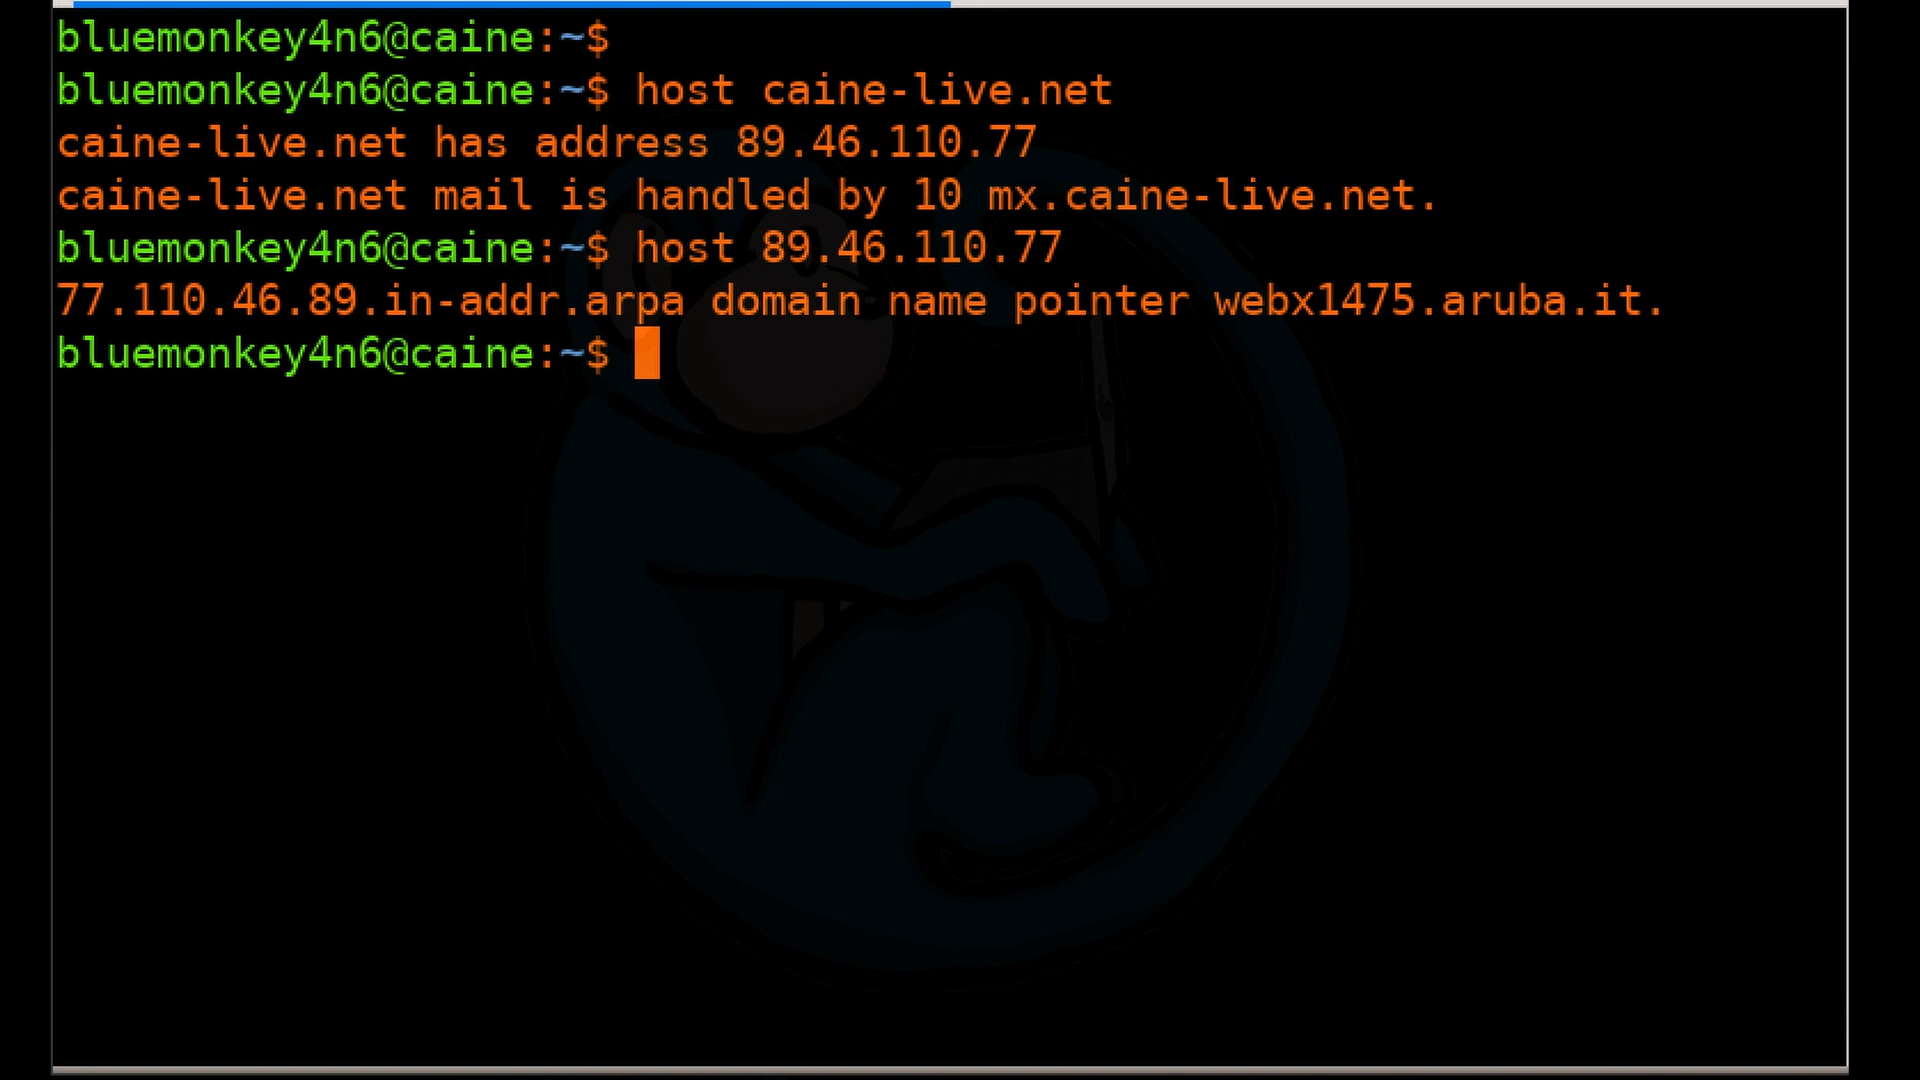 bluemonkey4n6@caine:~$
bluemonkey4n6@caine:~$ host caine-live.net
caine-live.net has address 89.46.110.77
caine-live.net mail is handled by 10 mx.caine-live.net.
bluemonkey4n6@caine:~$ host 89.46.110.77
77.110.46.89.in-addr.arpa domain name pointer webx1475.aruba.it.
bluemonkey4n6@caine:~$